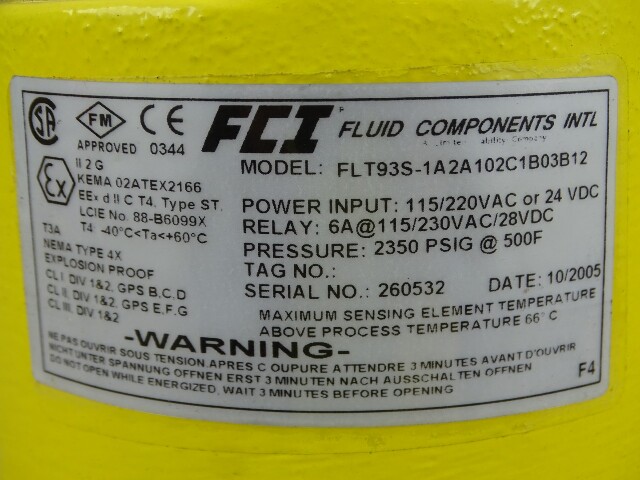 SA FM CE FCI FLUID COMPONENTS INTL
APPROVED 0344 A Limited Liability Company
II 2 G
MODEL: FLT93S-1A2A102C1B03B12
Ex KEMA 02ATEX2166
EEx d II C T4. Type ST.
POWER INPUT: 115/220VAC or 24 VDC
LCIE No. 88-B6099X
RELAY: 6A@115/230VAC/28VDC
T3A T4 -40°C<Ta<+60°C
PRESSURE: 2350 PSIG @ 500F
NEMA TYPE 4X
TAG NO.:
EXPLOSION PROOF
SERIAL NO.: 260532 DATE: 10/2005
CL I. DIV 1&2, GPS B,C,D
CL II. DIV 1&2, GPS E,F,G
MAXIMUM SENSING ELEMENT TEMPERATURE
CL III. DIV 1&2
ABOVE PROCESS TEMPERATURE 66°C
-WARNING-
NE PAS OUVRIR SOUS TENSION APRES COUPURE ATTENDRE 3 MINUTES AVANT D'OUVRIR
NICHT UNTER SPANNUNG OFFNEN ERST 3 MINUTEN NACH AUSSCHALTEN OFFNEN
DO NOT OPEN WHILE ENERGIZED, WAIT 3 MINUTES BEFORE OPENING
F4